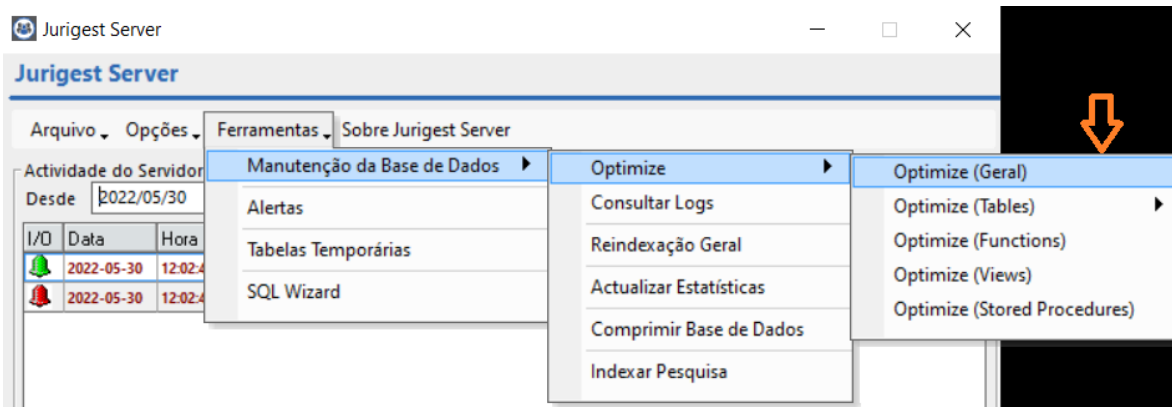 Jurigest Server
Jurigest Server
Arquivo Opções Ferramentas Sobre Jurigest Server
Actividade do Servidor
Desde 2022/05/30
I/O Data Hora
2022-05-30 12:02:4
2022-05-30 12:02:4
Manutenção da Base de Dados
Alertas
Tabelas Temporárias
SQL Wizard
Optimize
Consultar Logs
Reindexação Geral
Actualizar Estatísticas
Comprimir Base de Dados
Indexar Pesquisa
Optimize (Geral)
Optimize (Tables)
Optimize (Functions)
Optimize (Views)
Optimize (Stored Procedures)